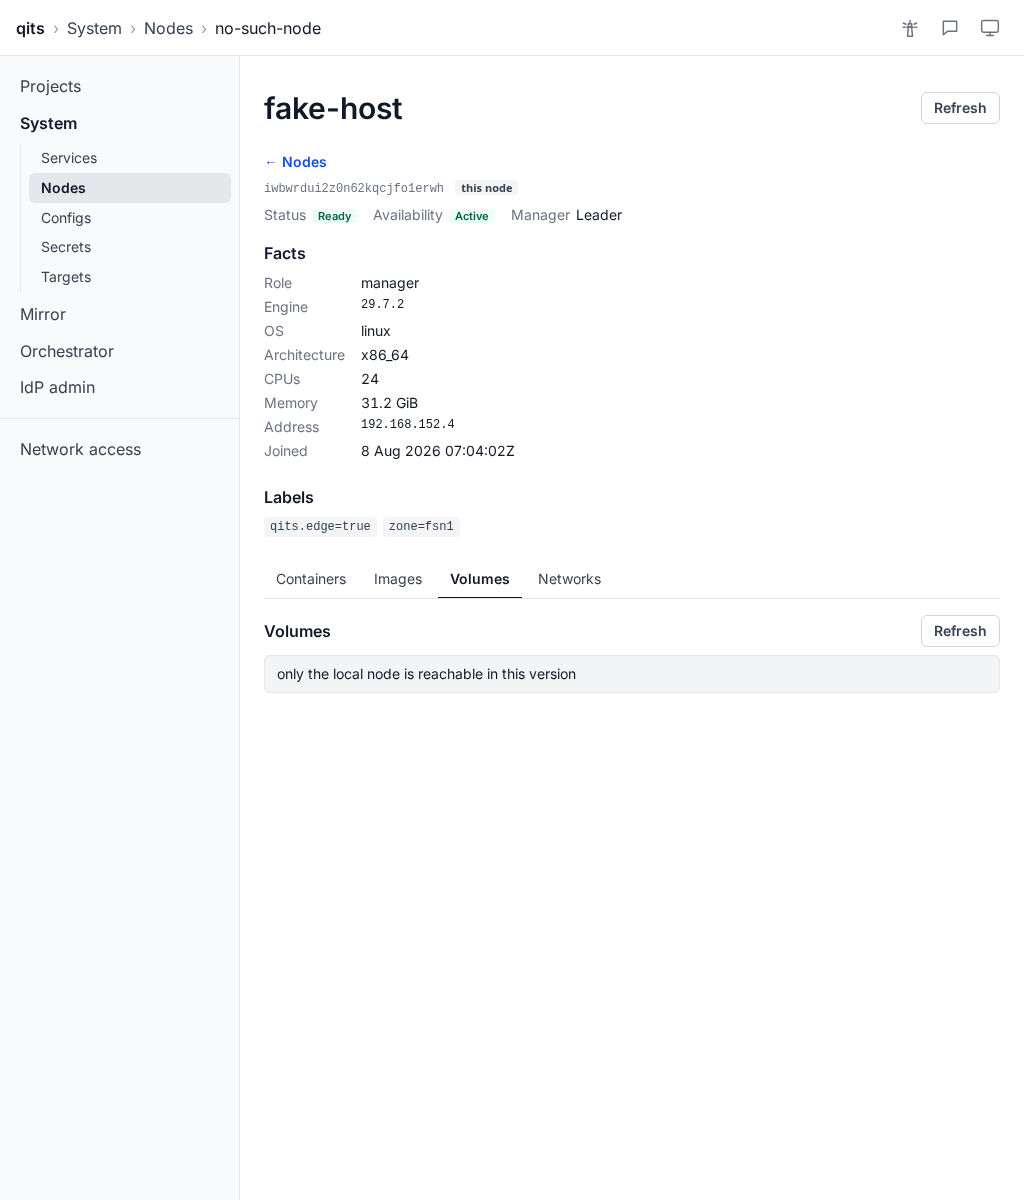 qits › System › Nodes › no-such-node
Projects
System
Services
Nodes
Configs
Secrets
Targets
Mirror
Orchestrator
IdP admin
Network access
fake-host
Refresh
← Nodes
iwbwrdui2z0n62kqcjfo1erwh this node
Status Ready Availability Active Manager Leader
Facts
Role manager
Engine 29.7.2
OS linux
Architecture x86_64
CPUs 24
Memory 31.2 GiB
Address 192.168.152.4
Joined 8 Aug 2026 07:04:02Z
Labels
qits.edge=true zone=fsn1
Containers Images Volumes Networks
Volumes
Refresh
only the local node is reachable in this version